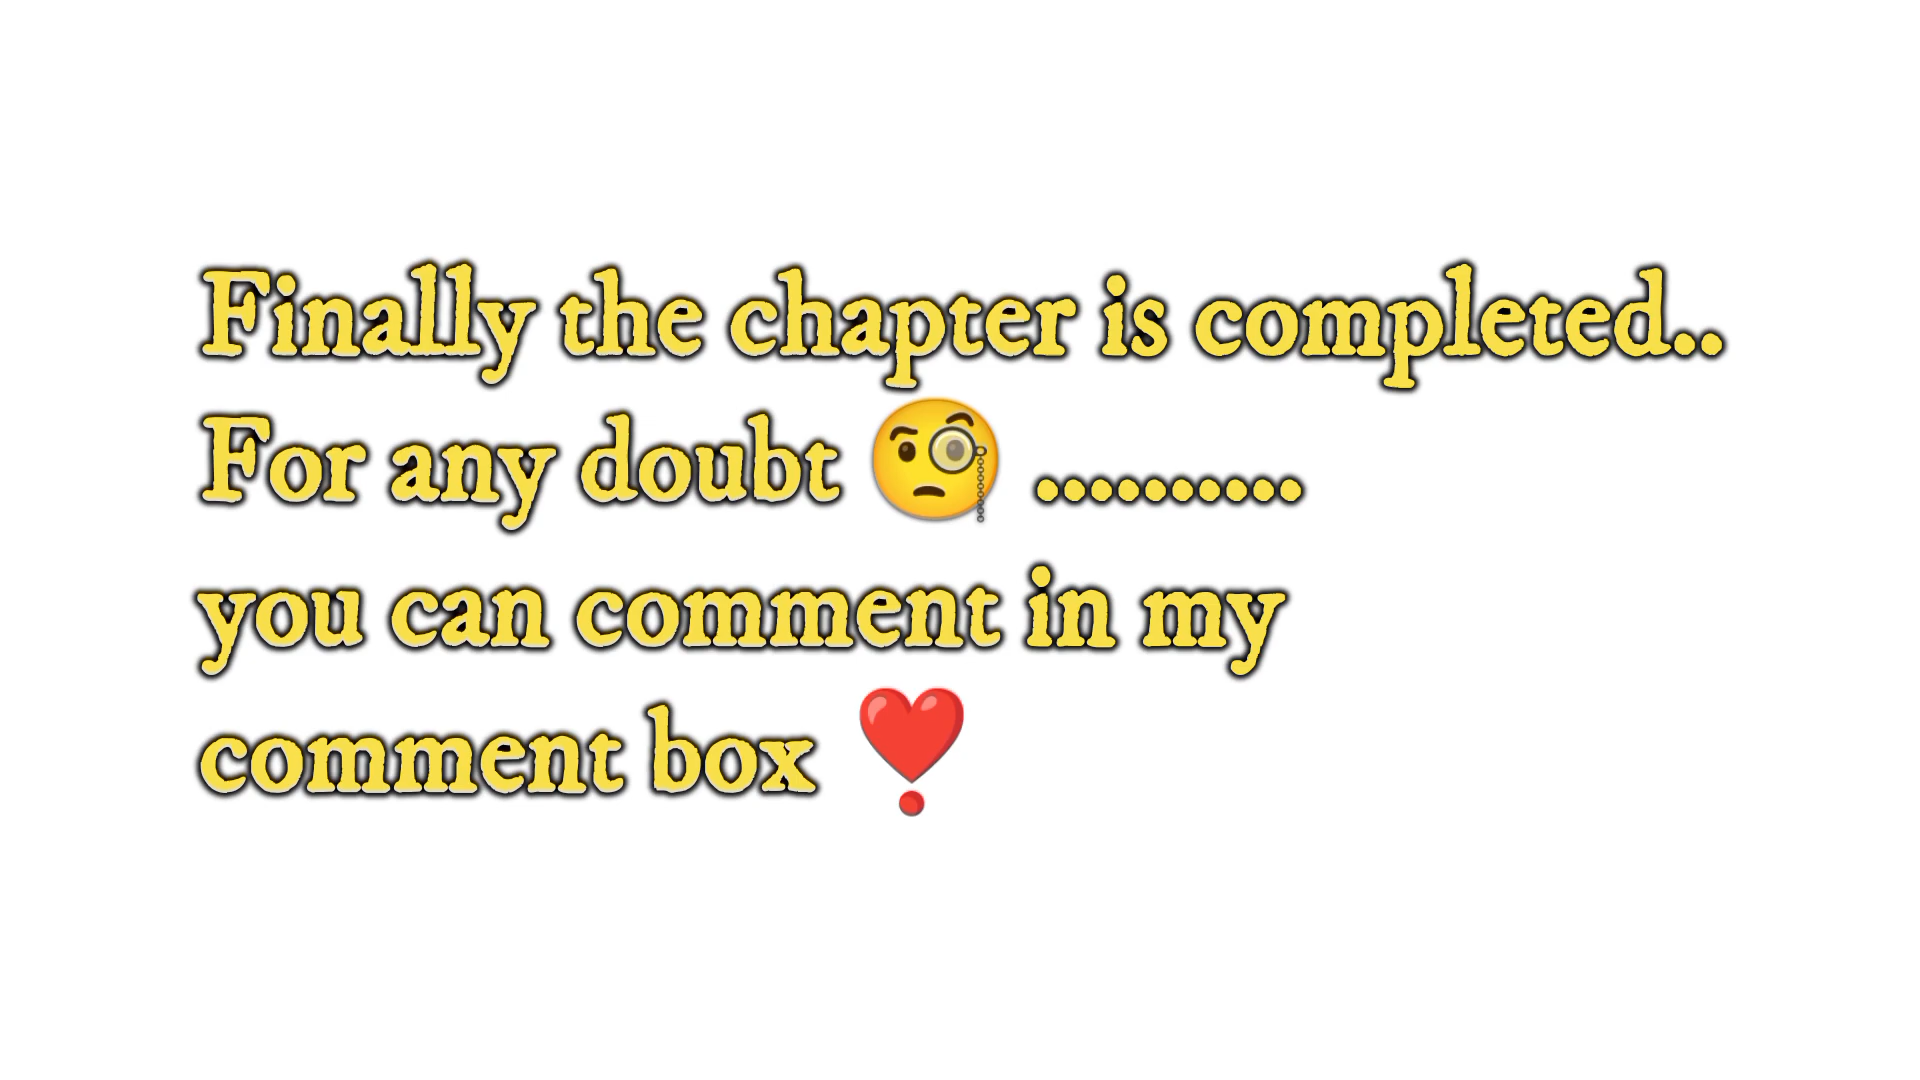 Finally the chapter is completed..
For any doubt 🧐 ..........
you can comment in my
comment box ❣️